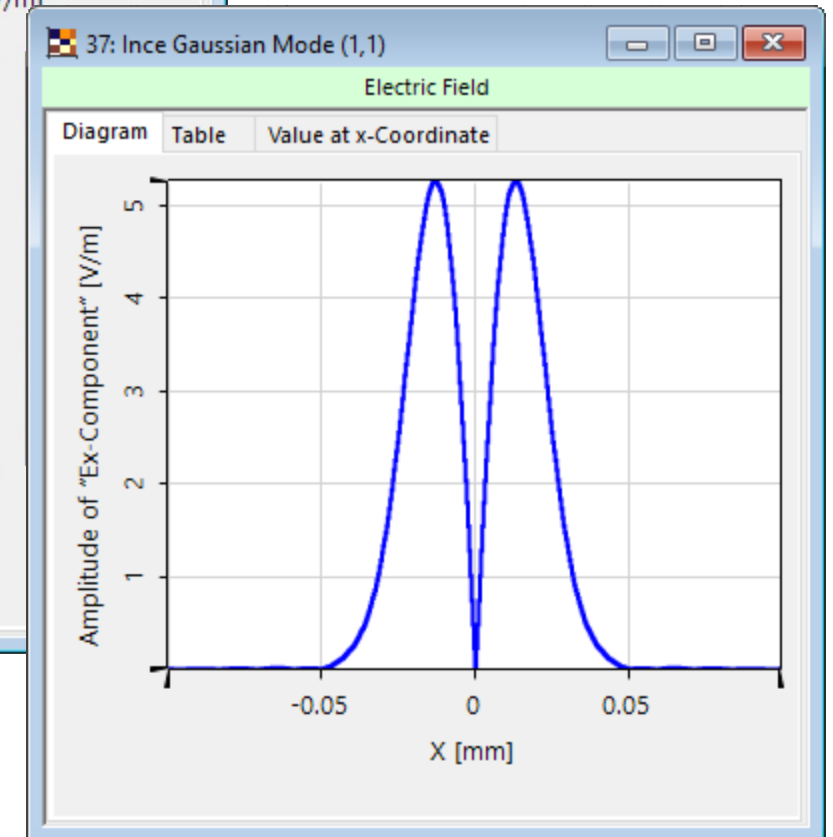 37: Ince Gaussian Mode (1,1)
Electric Field
Diagram Table Value at x-Coordinate
Amplitude of "Ex-Component" [V/m]
5
4
3
2
1
-0.05 0 0.05
X [mm]